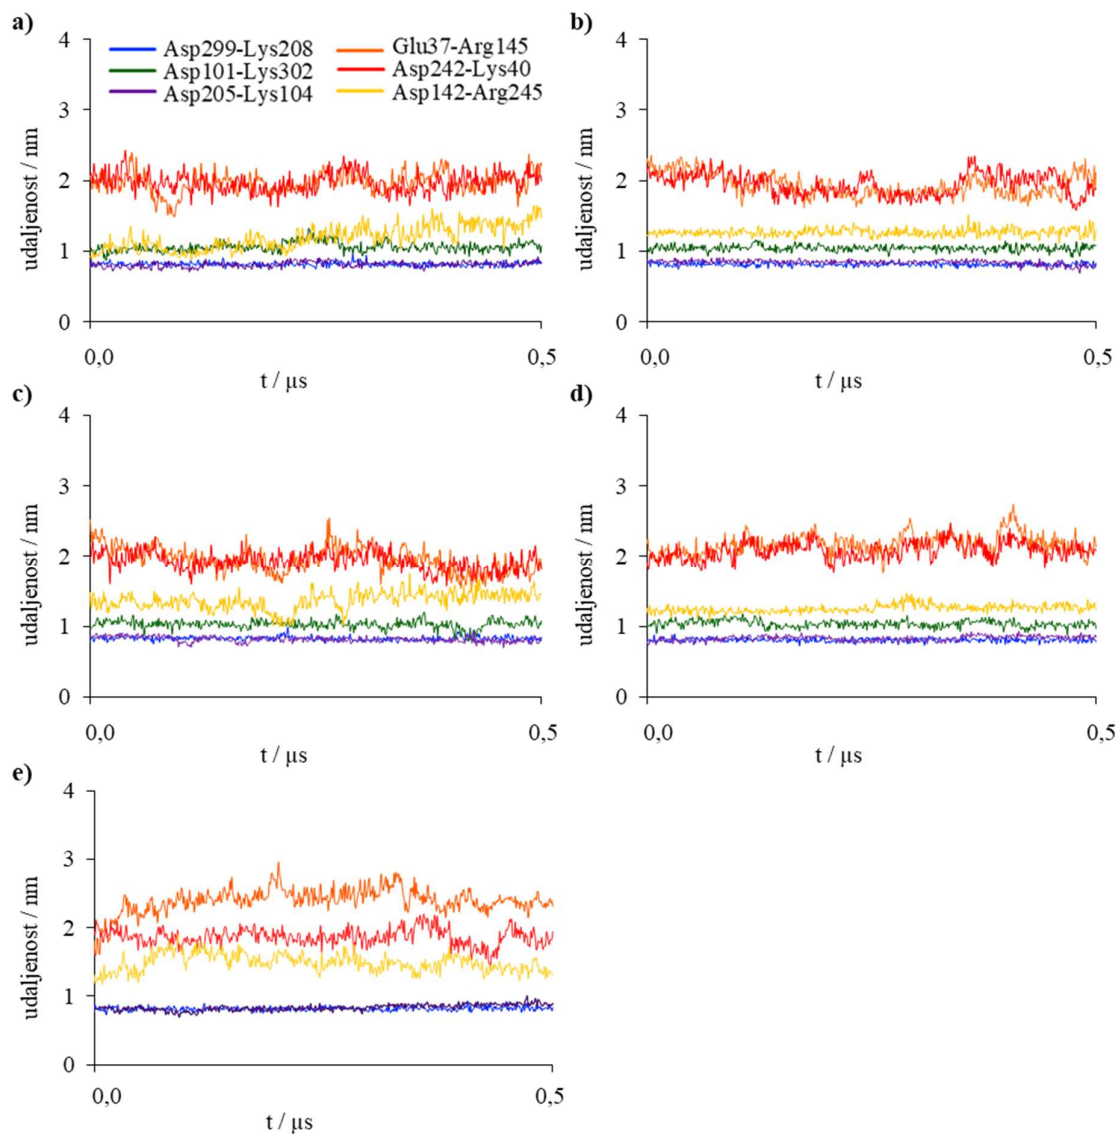 a)
4
3
2
1
0
udaljenost / nm
Asp299-Lys208
Asp101-Lys302
Asp205-Lys104
Glu37-Arg145
Asp242-Lys40
Asp142-Arg245
0,0
0,5
t / µs
b)
4
3
2
1
0
udaljenost / nm
0,0
0,5
t / µs
c)
4
3
2
1
0
udaljenost / nm
0,0
0,5
t / µs
d)
4
3
2
1
0
udaljenost / nm
0,0
0,5
t / µs
e)
4
3
2
1
0
udaljenost / nm
0,0
0,5
t / µs